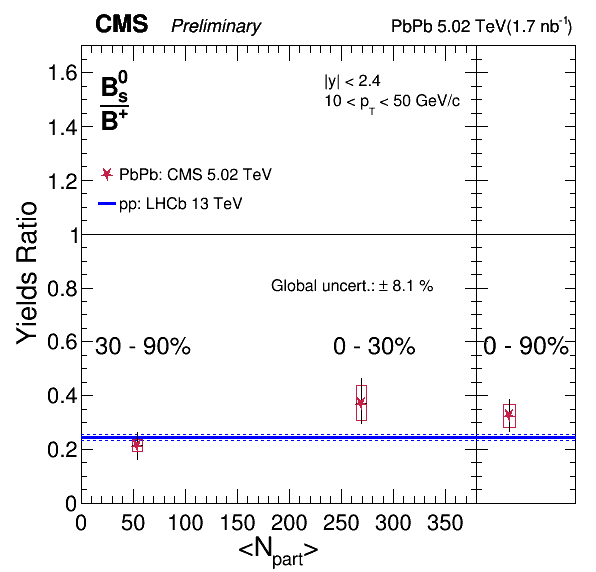 CMS Preliminary PbPb 5.02 TeV(1.7 nb⁻¹)
B⁰ₛ
B⁺
|y| < 2.4
10 < p_T < 50 GeV/c
PbPb: CMS 5.02 TeV
pp: LHCb 13 TeV
Global uncert.: ± 8.1 %
30 - 90% 0 - 30% 0 - 90%
Yields Ratio
1.6
1.4
1.2
1
0.8
0.6
0.4
0.2
0
0 50 100 150 200 250 300 350
<N_part>